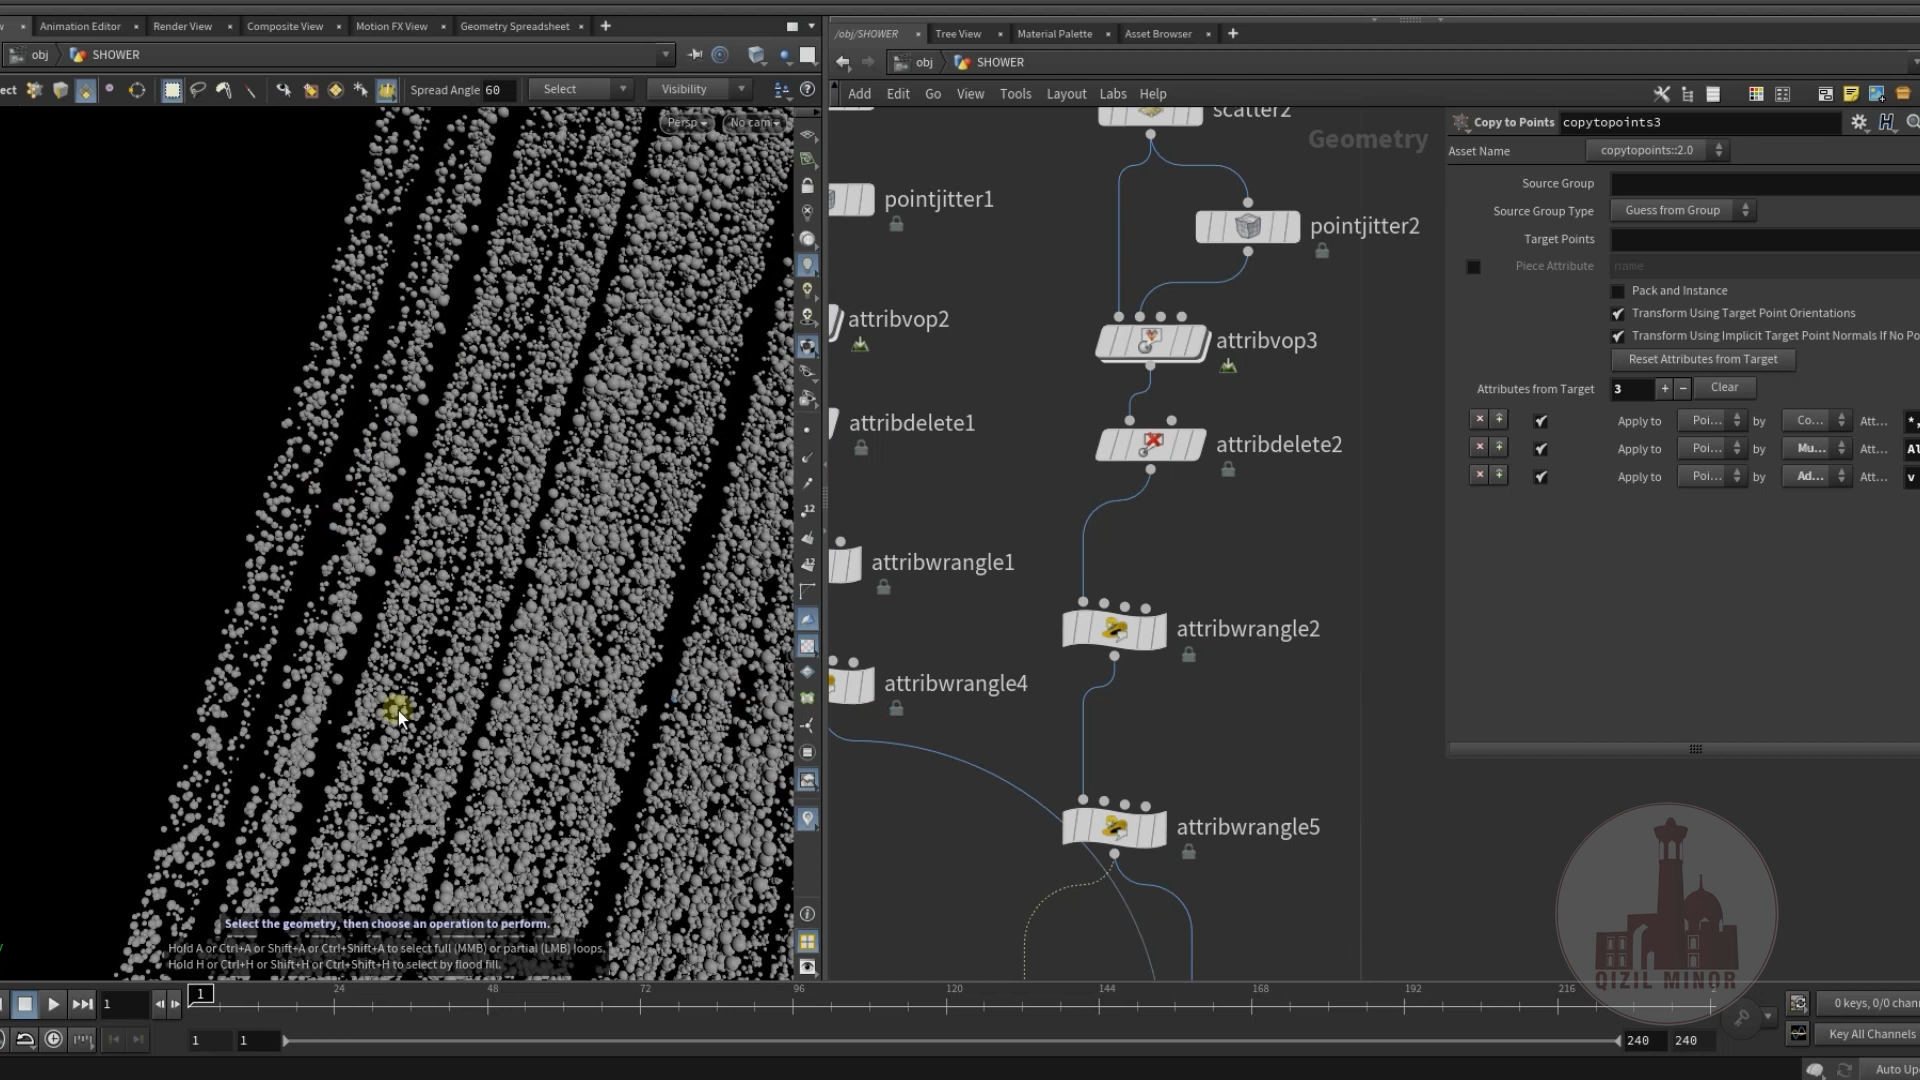 Animation Editor
Render View
Composite View
Motion FX View
Geometry Spreadsheet
/obj/SHOWER
Tree View
Material Palette
Asset Browser
obj
SHOWER
obj
SHOWER
ect
Spread Angle
60
Select
Visibility
Add
Edit
Go
View
Tools
Layout
Labs
Help
Persp
No cam
Geometry
scatter2
pointjitter1
pointjitter2
attribvop2
attribvop3
attribdelete1
attribdelete2
attribwrangle1
attribwrangle2
attribwrangle4
attribwrangle5
Copy to Points
copytopoints3
Asset Name
copytopoints::2.0
Source Group
Source Group Type
Guess from Group
Target Points
Piece Attribute
name
Pack and Instance
Transform Using Target Point Orientations
Transform Using Implicit Target Point Normals If No Po
Reset Attributes from Target
Attributes from Target
3
+
−
Clear
Apply to Poi... by Co... Att... *,
Apply to Poi... by Mu... Att... Al
Apply to Poi... by Ad... Att... v
12
12
Select the geometry, then choose an operation to perform.
Hold A or Ctrl+A or Shift+A or Ctrl+Shift+A to select full (MMB) or partial (LMB) loops.
Hold H or Ctrl+H or Shift+H or Ctrl+Shift+H to select by flood fill.
QIZIL MINOR
1
1
24
48
72
96
120
144
168
192
216
0 keys, 0/0 chann
1
1
240
240
Key All Channels
Auto Up